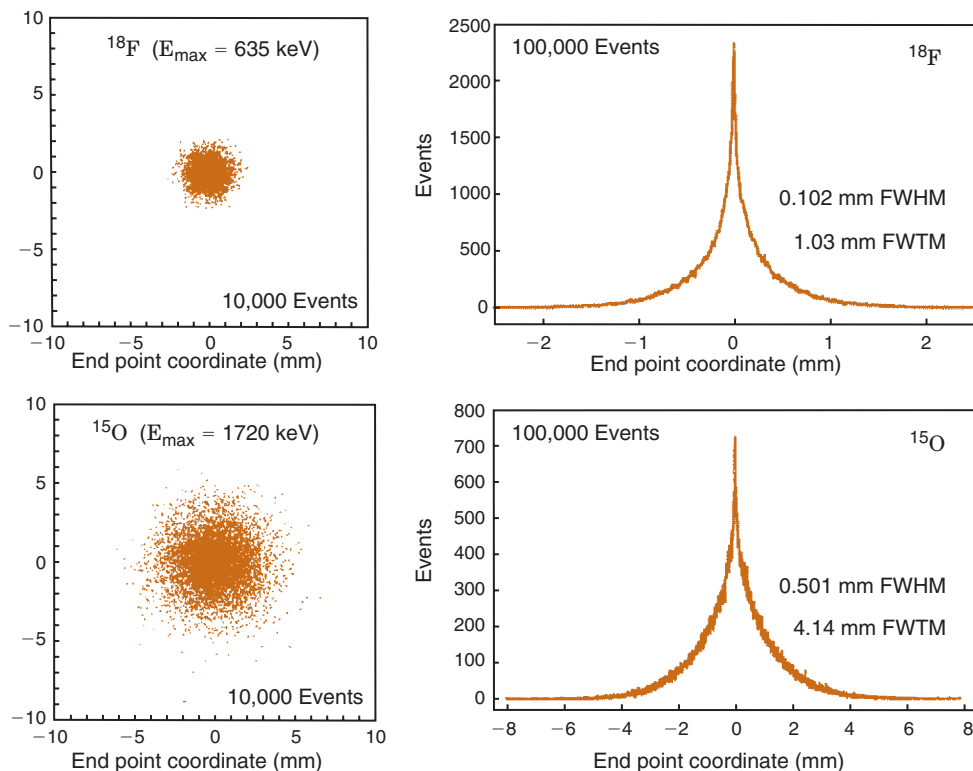 10
¹⁸F (E_max = 635 keV)
5
0
−5
10,000 Events
−10
−10 −5 0 5 10
End point coordinate (mm)
2500
100,000 Events ¹⁸F
2000
1500
Events
1000
0.102 mm FWHM
1.03 mm FWTM
500
0
−2 −1 0 1 2
End point coordinate (mm)
10
¹⁵O (E_max = 1720 keV)
5
0
−5
10,000 Events
−10
−10 −5 0 5 10
End point coordinate (mm)
800
100,000 Events ¹⁵O
700
600
500
Events
400
300
0.501 mm FWHM
200
4.14 mm FWTM
100
0
−8 −6 −4 −2 0 2 4 6 8
End point coordinate (mm)